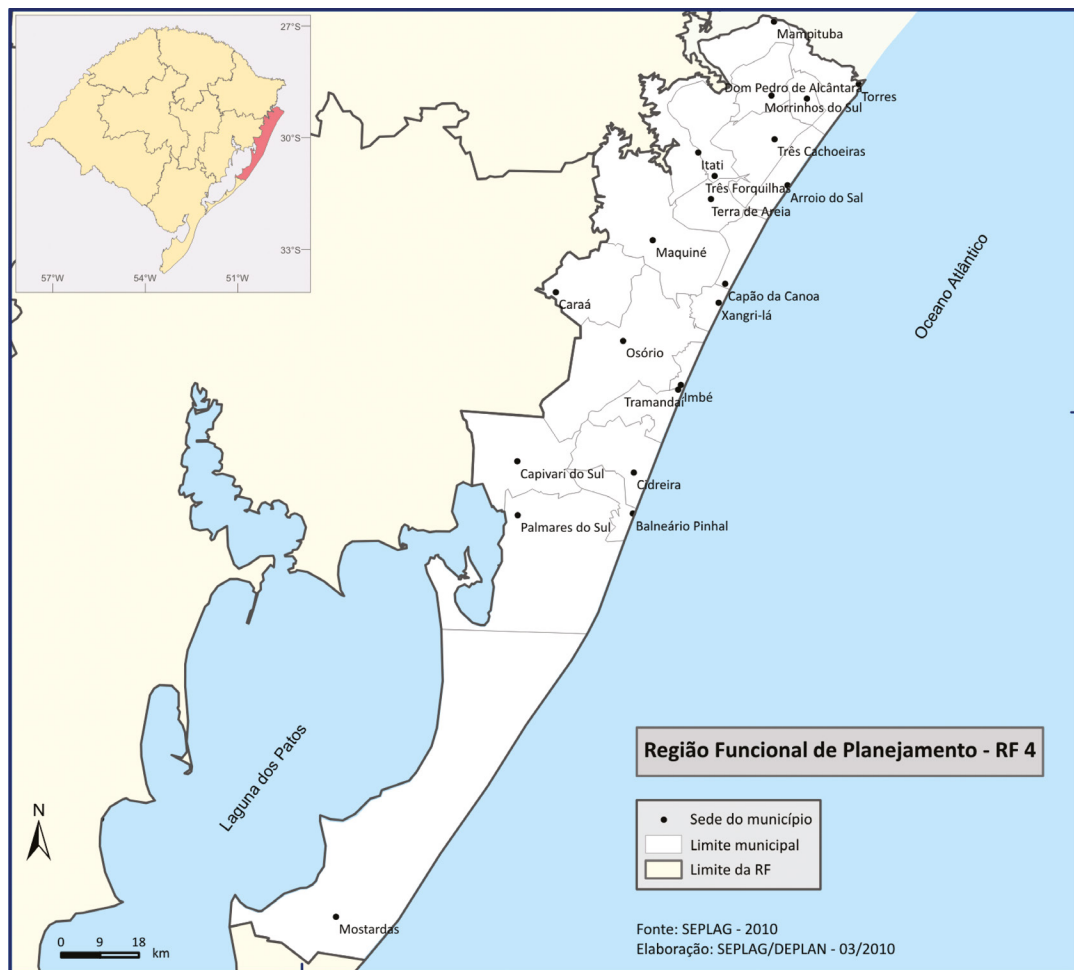 27°S
30°S
33°S
57°W
54°W
51°W
Mampituba
Dom Pedro de Alcântara
Torres
Morrinhos do Sul
Três Cachoeiras
Itati
Três Forquilhas
Arroio do Sal
Terra de Areia
Maquiné
Capão da Canoa
Caraá
Xangri-lá
Osório
Imbé
Tramandaí
Capivari do Sul
Cidreira
Palmares do Sul
Balneário Pinhal
Mostardas
Oceano Atlântico
Laguna dos Patos
Região Funcional de Planejamento - RF 4
Sede do município
Limite municipal
Limite da RF
N
0 9 18
km
Fonte: SEPLAG - 2010
Elaboração: SEPLAG/DEPLAN - 03/2010